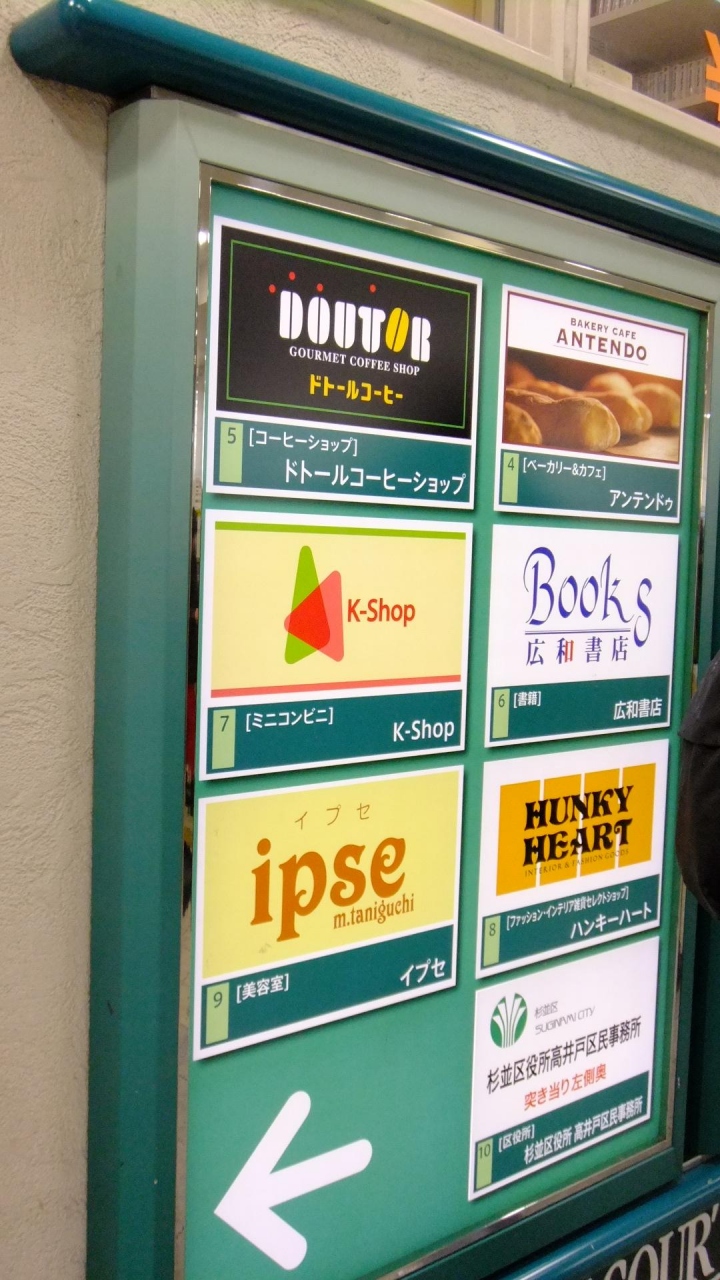 DOUTOR
GOURMET COFFEE SHOP
ドトールコーヒー
5 [コーヒーショップ]
ドトールコーヒーショップ
BAKERY CAFE
ANTENDO
4 [ベーカリー&カフェ]
アンテンドゥ
K-Shop
7 [ミニコンビニ]
K-Shop
Books
広和書店
6 [書籍]
広和書店
イプセ
ipse
m.taniguchi
9 [美容室]
イプセ
HUNKY
HEART
INTERIOR & FASHION GOODS
8 [ファッション・インテリア雑貨セレクトショップ]
ハンキーハート
杉並区
SUGINAMI CITY
杉並区役所高井戸区民事務所
突き当り左側奥
10 [区役所]
杉並区役所 高井戸区民事務所